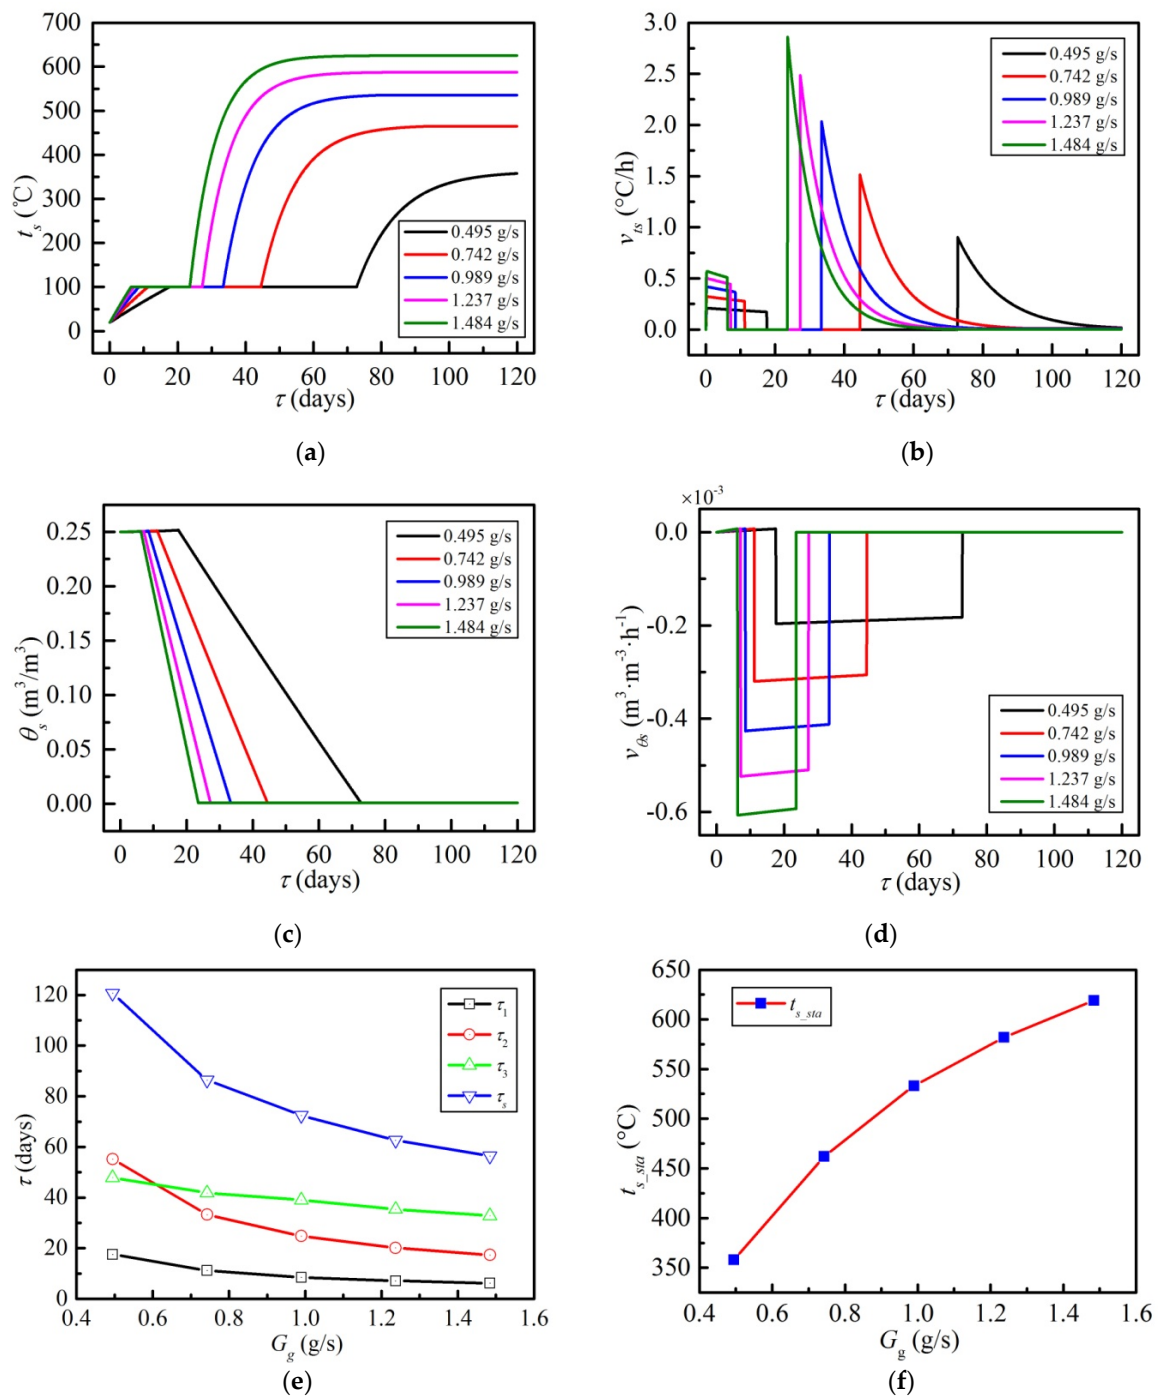 700
600
500
400
300
200
100
0
t_s (℃)
0.495 g/s
0.742 g/s
0.989 g/s
1.237 g/s
1.484 g/s
0 20 40 60 80 100 120
τ (days)
(a)
3.0
2.5
2.0
1.5
1.0
0.5
0.0
v_ts (°C/h)
0.495 g/s
0.742 g/s
0.989 g/s
1.237 g/s
1.484 g/s
0 20 40 60 80 100 120
τ (days)
(b)
0.25
0.20
0.15
0.10
0.05
0.00
θ_s (m³/m³)
0.495 g/s
0.742 g/s
0.989 g/s
1.237 g/s
1.484 g/s
0 20 40 60 80 100 120
τ (days)
(c)
×10⁻³
0.0
-0.2
-0.4
-0.6
v_θs (m³·m⁻³·h⁻¹)
0.495 g/s
0.742 g/s
0.989 g/s
1.237 g/s
1.484 g/s
0 20 40 60 80 100 120
τ (days)
(d)
120
100
80
60
40
20
0
τ (days)
τ₁
τ₂
τ₃
τ_s
0.4 0.6 0.8 1.0 1.2 1.4 1.6
G_g (g/s)
(e)
650
600
550
500
450
400
350
t_s_sta (°C)
t_s_sta
0.4 0.6 0.8 1.0 1.2 1.4 1.6
G_g (g/s)
(f)